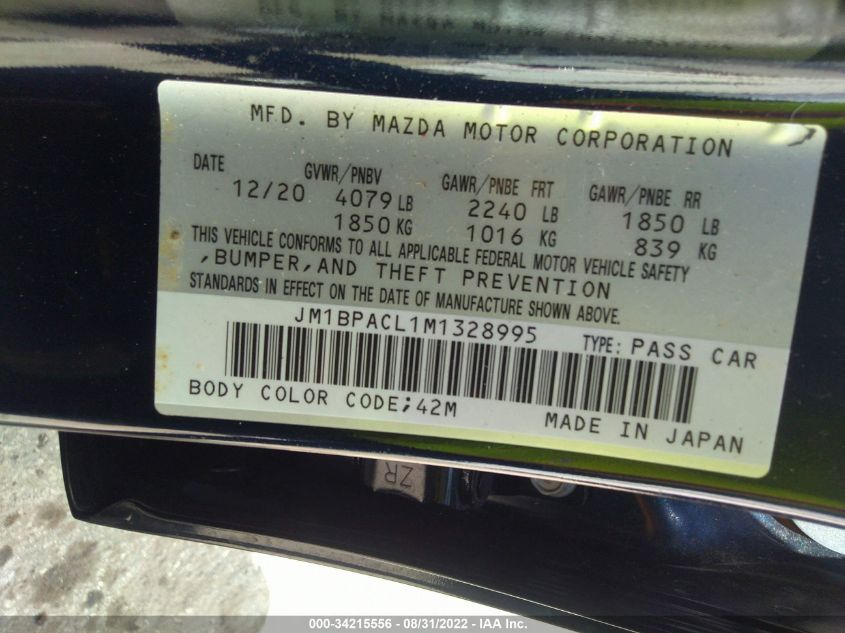 MFD. BY MAZDA MOTOR CORPORATION
DATE GVWR/PNBV GAWR/PNBE FRT GAWR/PNBE RR
12/20 4079 LB 2240 LB 1850 LB
1850 KG 1016 KG 839 KG
THIS VEHICLE CONFORMS TO ALL APPLICABLE FEDERAL MOTOR VEHICLE SAFETY
,BUMPER,AND THEFT PREVENTION
STANDARDS IN EFFECT ON THE DATE OF MANUFACTURE SHOWN ABOVE.
JM1BPACL1M1328995 TYPE: PASS CAR
BODY COLOR CODE;42M MADE IN JAPAN
ZR
000-34215556 - 08/31/2022 - IAA Inc.